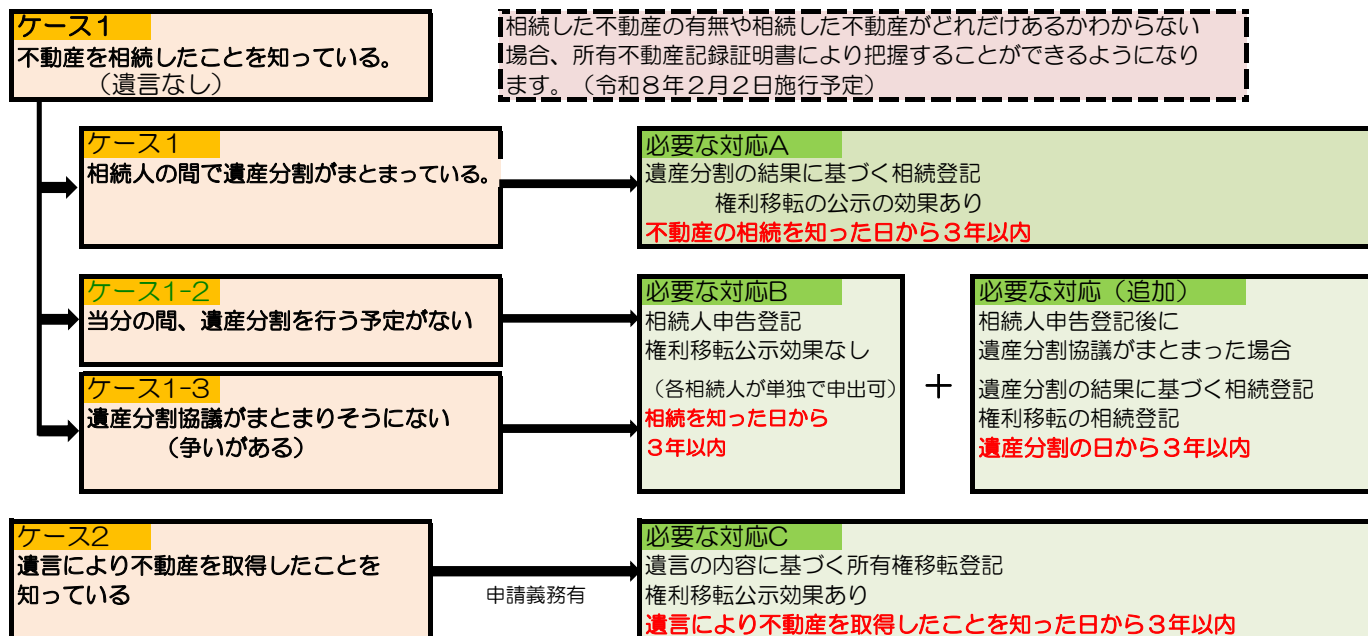 ケース1
不動産を相続したことを知っている。
（遺言なし）
相続した不動産の有無や相続した不動産がどれだけあるかわからない
場合、所有不動産記録証明書により把握することができるようになり
ます。（令和８年２月２日施行予定）
ケース1
相続人の間で遺産分割がまとまっている。
必要な対応A
遺産分割の結果に基づく相続登記
権利移転の公示の効果あり
不動産の相続を知った日から３年以内
ケース1-2
当分の間、遺産分割を行う予定がない
ケース1-3
遺産分割協議がまとまりそうにない
（争いがある）
必要な対応B
相続人申告登記
権利移転公示効果なし
（各相続人が単独で申出可）
相続を知った日から
３年以内
＋
必要な対応（追加）
相続人申告登記後に
遺産分割協議がまとまった場合
遺産分割の結果に基づく相続登記
権利移転の相続登記
遺産分割の日から３年以内
ケース2
遺言により不動産を取得したことを
知っている
申請義務有
必要な対応C
遺言の内容に基づく所有権移転登記
権利移転公示効果あり
遺言により不動産を取得したことを知った日から３年以内